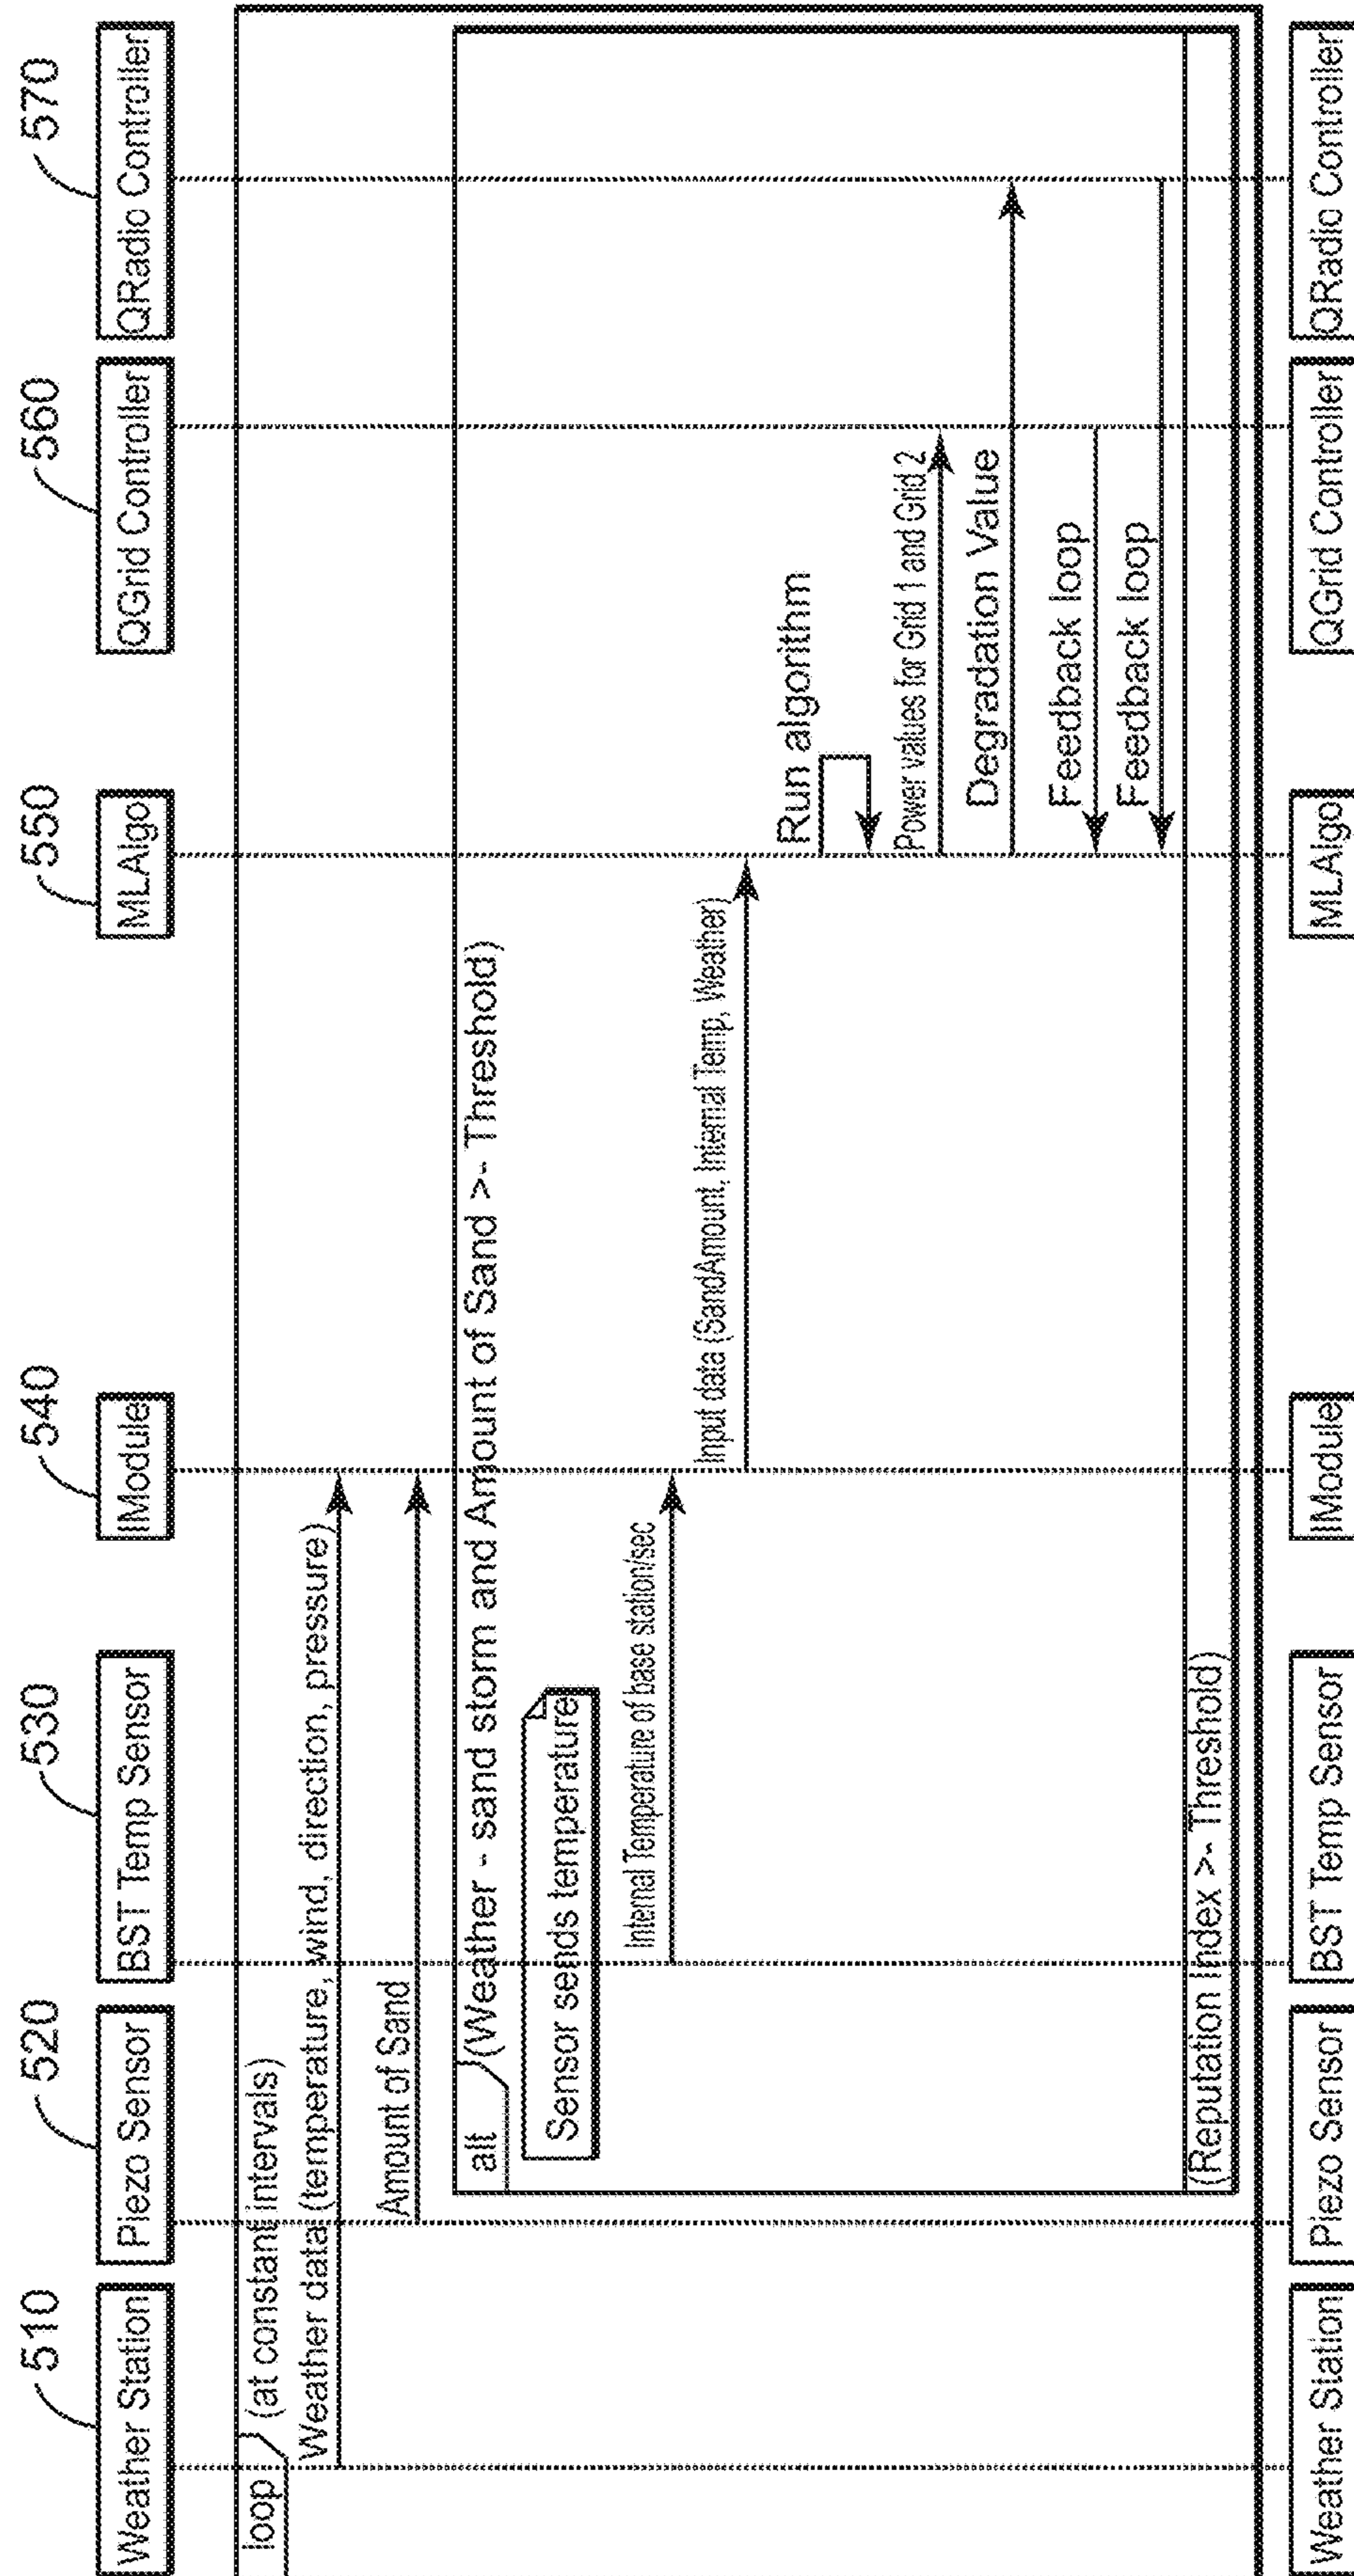 510
520
530
540
550
560
570
Weather Station
Piezo Sensor
BST Temp Sensor
IModule
MLAlgo
QGrid Controller
QRadio Controller
loop
(at constant intervals)
Weather data (temperature, wind, direction, pressure)
Amount of Sand
alt
(Weather - sand storm and Amount of Sand >- Threshold)
Sensor sends temperature
Internal Temperature of base station/sec
Input data (SandAmount, Internal Temp, Weather)
Run algorithm
Power values for Grid 1 and Grid 2
Degradation Value
Feedback loop
Feedback loop
(Reputation Index >- Threshold)
Weather Station
Piezo Sensor
BST Temp Sensor
IModule
MLAlgo
QGrid Controller
QRadio Controller